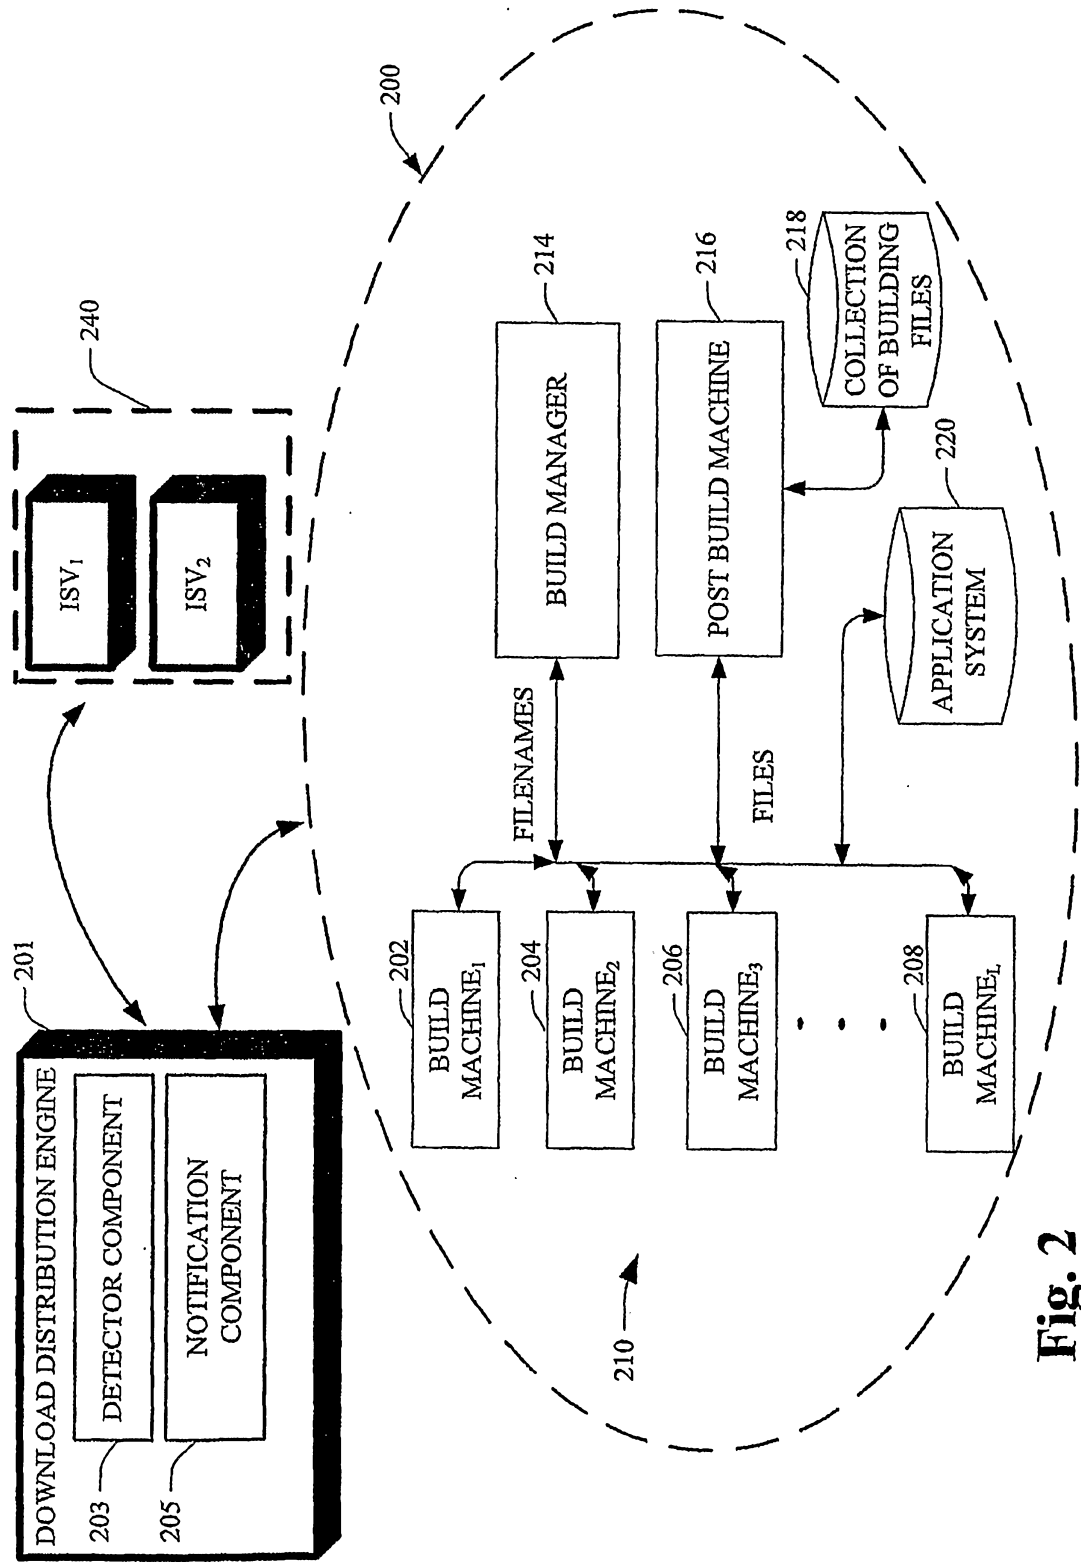 DOWNLOAD DISTRIBUTION ENGINE
201
203
DETECTOR COMPONENT
205
NOTIFICATION
COMPONENT
ISV1
ISV2
240
200
210
202
BUILD
MACHINE1
204
BUILD
MACHINE2
206
BUILD
MACHINE3
208
BUILD
MACHINEL
FILENAMES
FILES
BUILD MANAGER
214
POST BUILD MACHINE
216
COLLECTION
OF BUILDING
FILES
218
APPLICATION
SYSTEM
220
Fig. 2